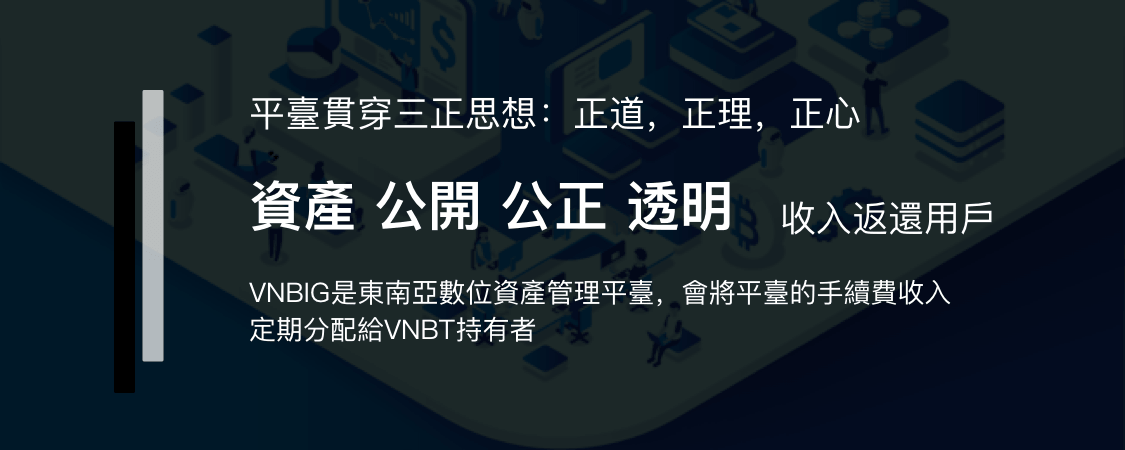 平臺貫穿三正思想：正道，正理，正心
資產 公開 公正 透明 收入返還用戶
VNBIG是東南亞數位資產管理平臺，會將平臺的手續費收入
定期分配給VNBT持有者